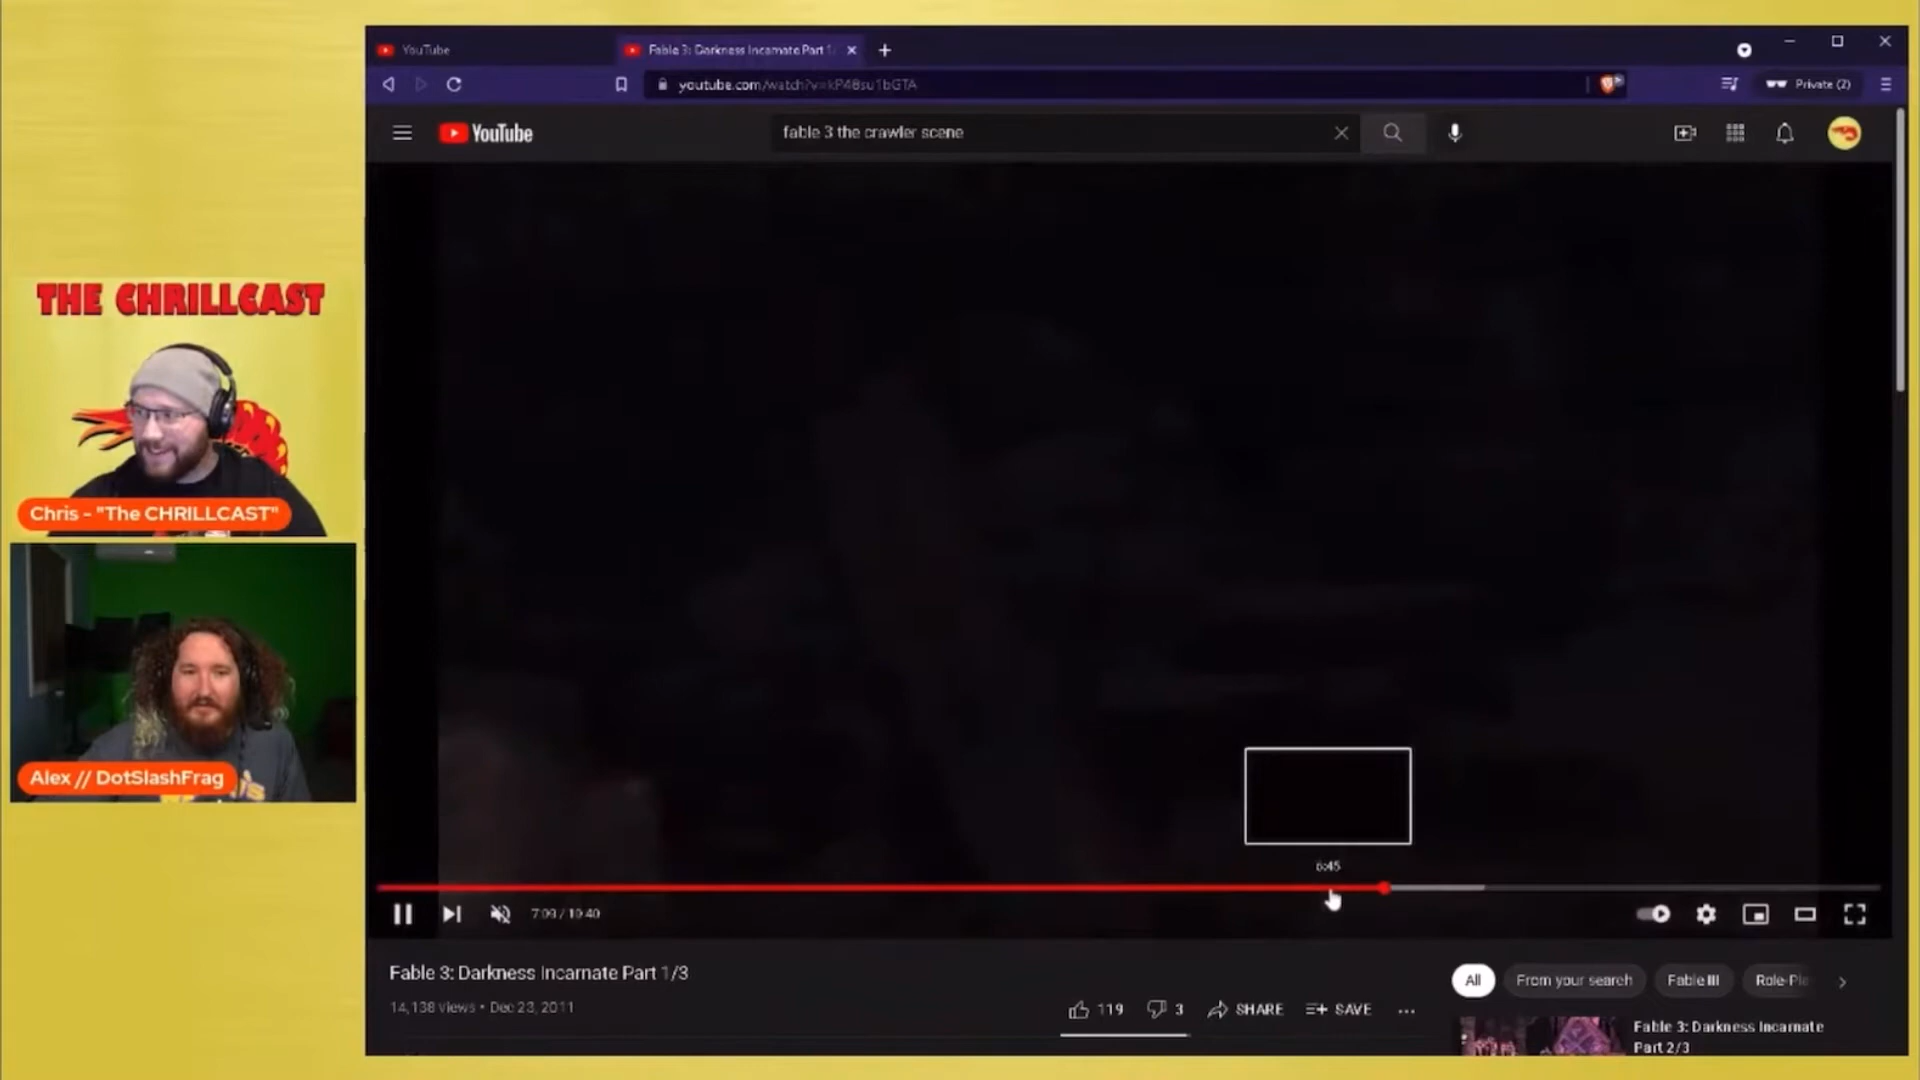 YouTube
Fable 3: Darkness Incarnate Part 1
youtube.com/watch?v=kP48su1bGTA
Private (2)
YouTube
fable 3 the crawler scene
THE CHRILLCAST
Chris - "The CHRILLCAST"
Alex // DotSlashFrag
6:45
7:09 / 10:40
Fable 3: Darkness Incarnate Part 1/3
14,138 views • Dec 23, 2011
119
3
SHARE
SAVE
All
From your search
Fable III
Role-Pla
Fable 3: Darkness Incarnate
Part 2/3